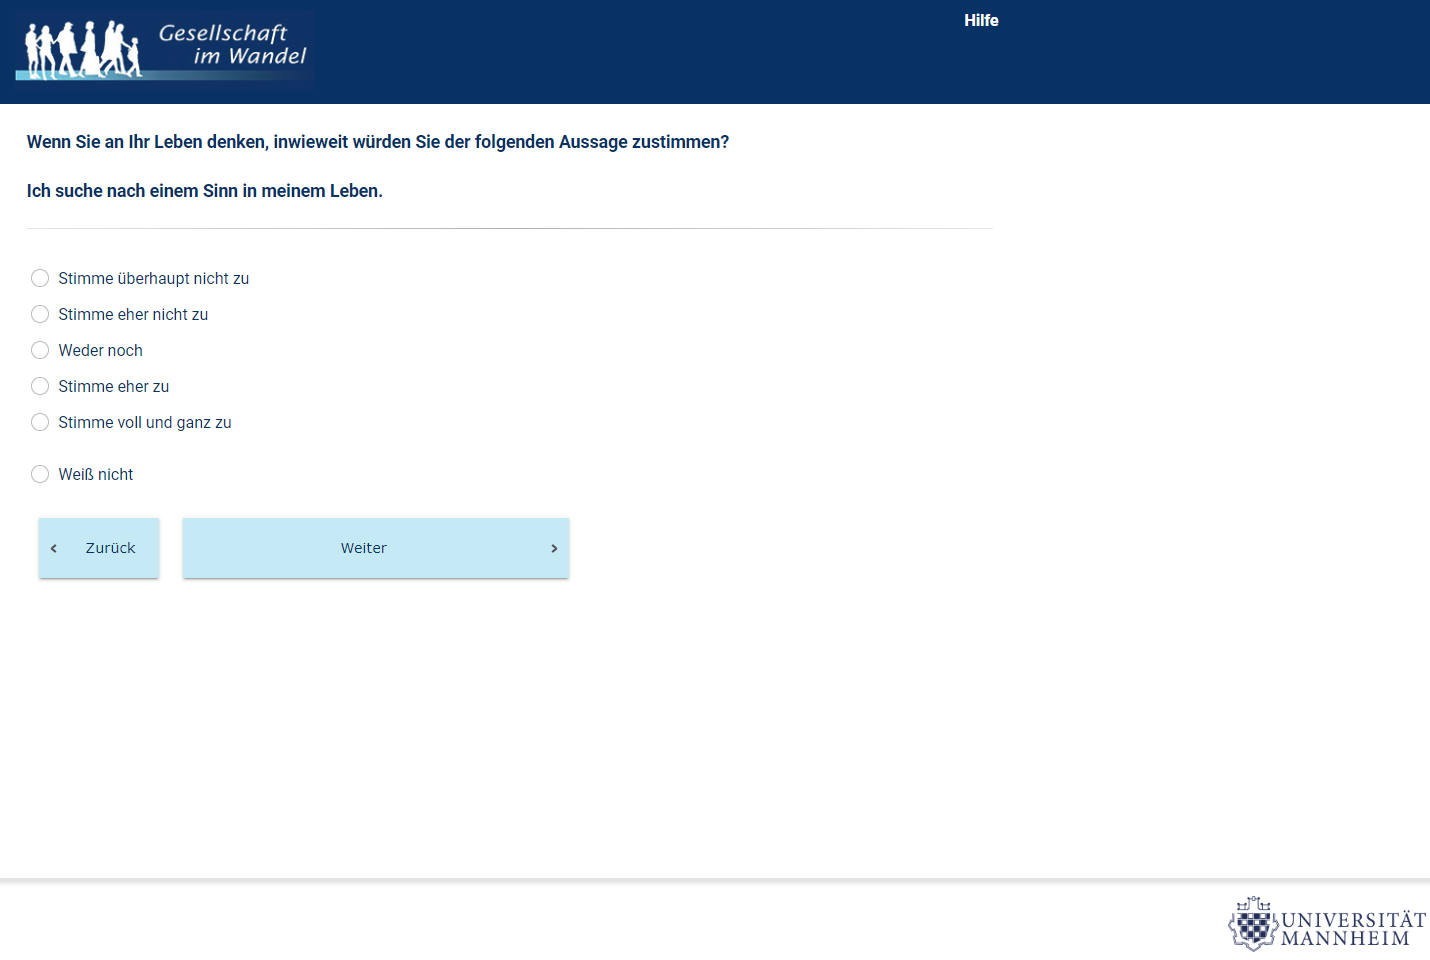 Gesellschaft
im Wandel
Hilfe
Wenn Sie an Ihr Leben denken, inwieweit würden Sie der folgenden Aussage zustimmen?
Ich suche nach einem Sinn in meinem Leben.
Stimme überhaupt nicht zu
Stimme eher nicht zu
Weder noch
Stimme eher zu
Stimme voll und ganz zu
Weiß nicht
Zurück
Weiter
UNIVERSITÄT
MANNHEIM